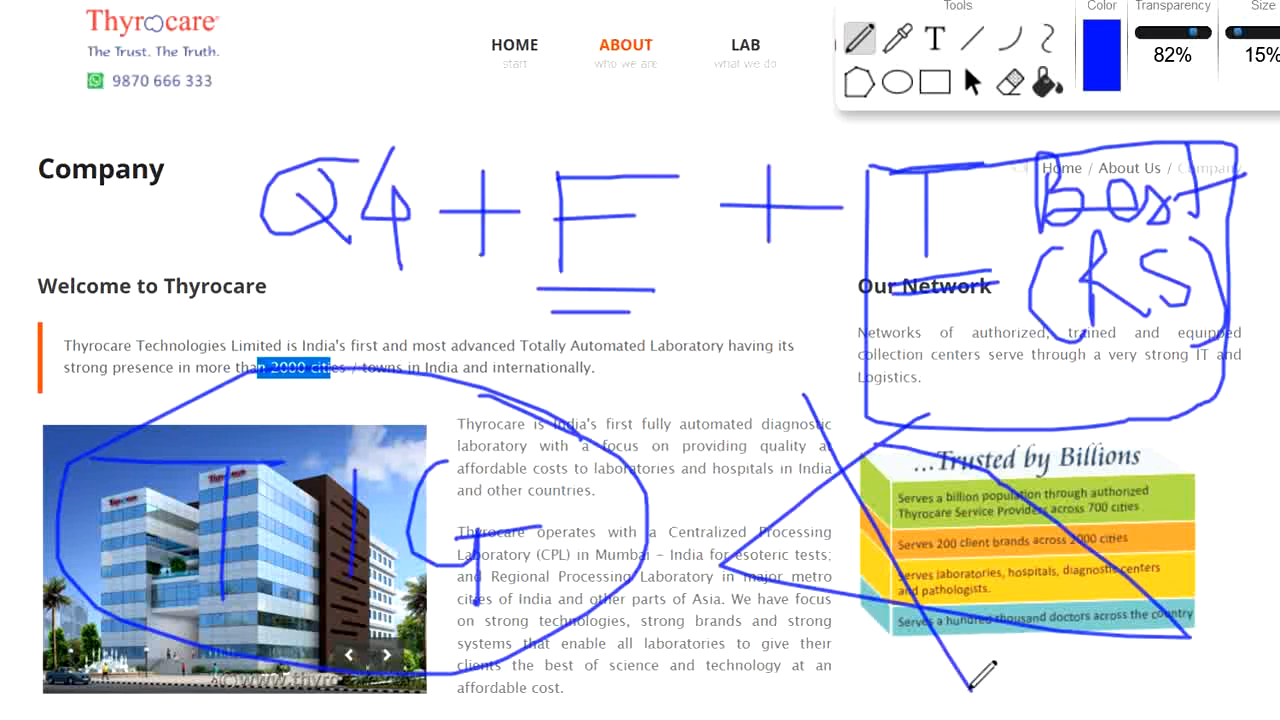 Thyrocare
The Trust. The Truth.
9870 666 333
HOME
start
ABOUT
who we are
LAB
what we do
Tools
Color
Transparency
Size
T
82%
15%
Company
Home / About Us / Company
Q4 + F + T Best
(RS)
Welcome to Thyrocare
Thyrocare Technologies Limited is India's first and most advanced Totally Automated Laboratory having its
strong presence in more than 2000 cities / towns in India and internationally.
Thyrocare is India's first fully automated diagnostic
laboratory with a focus on providing quality at
affordable costs to laboratories and hospitals in India
and other countries.
Thyrocare operates with a Centralized Processing
Laboratory (CPL) in Mumbai – India for esoteric tests;
and Regional Processing Laboratory in major metro
cities of India and other parts of Asia. We have focus
on strong technologies, strong brands and strong
systems that enable all laboratories to give their
clients the best of science and technology at an
affordable cost.
TIG
Our Network
Networks of authorized, trained and equipped
collection centers serve through a very strong IT and
Logistics.
...Trusted by Billions
Serves a billion population through authorized
Thyrocare Service Providers across 700 cities
Serves 200 client brands across 2000 cities
Serves laboratories, hospitals, diagnostic centers
and pathologists.
Serves a hundred thousand doctors across the country